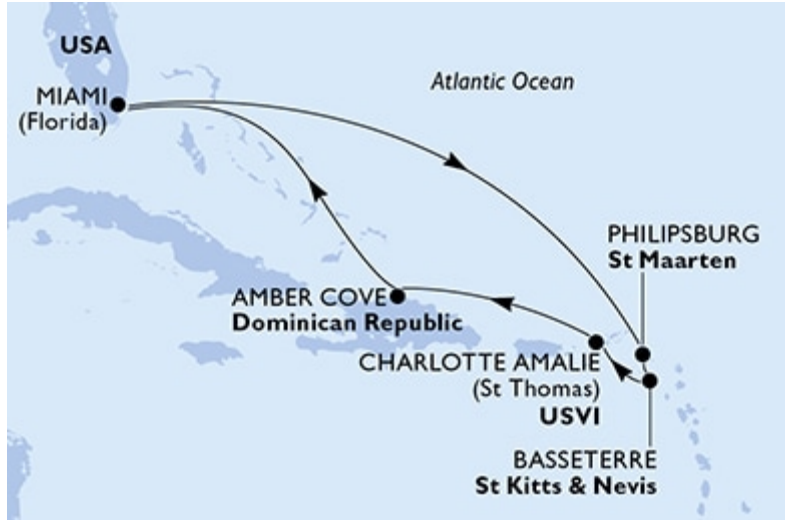 USA
MIAMI
(Florida)
Atlantic Ocean
PHILIPSBURG
St Maarten
AMBER COVE
Dominican Republic
CHARLOTTE AMALIE
(St Thomas)
USVI
BASSETERRE
St Kitts & Nevis